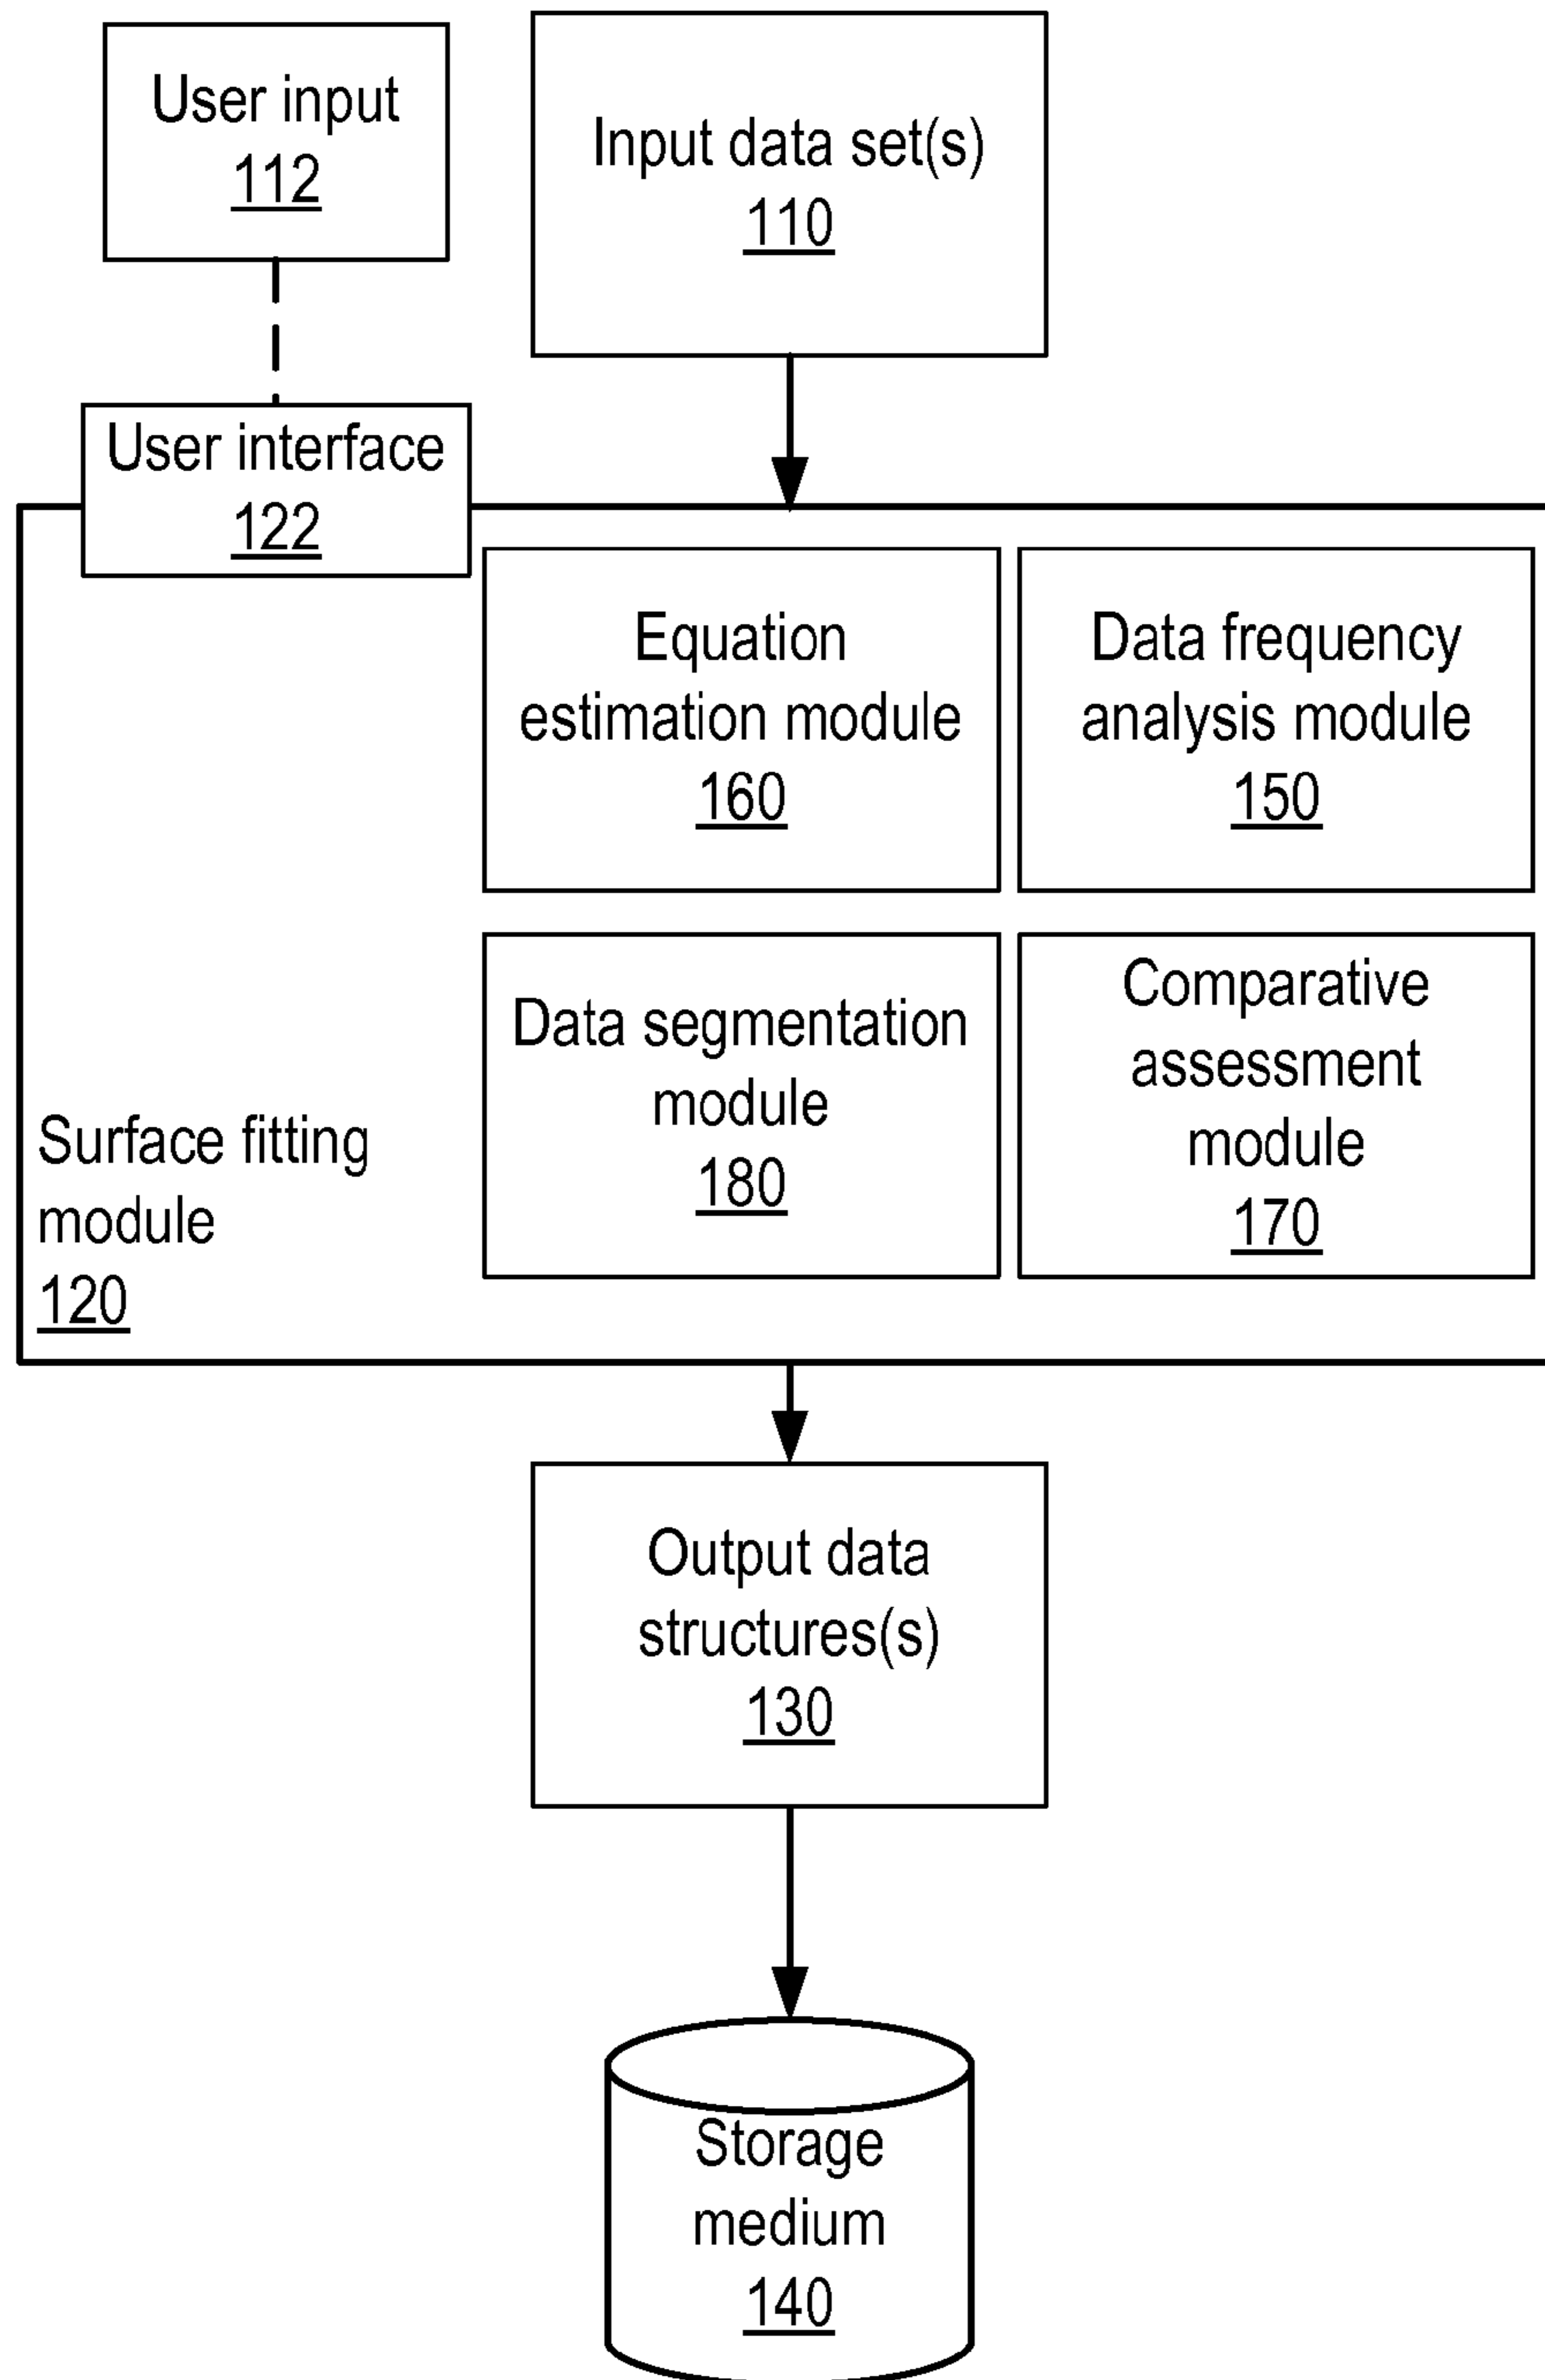 User input
112
Input data set(s)
110
User interface
122
Equation
estimation module
160
Data frequency
analysis module
150
Data segmentation
module
180
Comparative
assessment
module
170
Surface fitting
module
120
Output data
structures(s)
130
Storage
medium
140